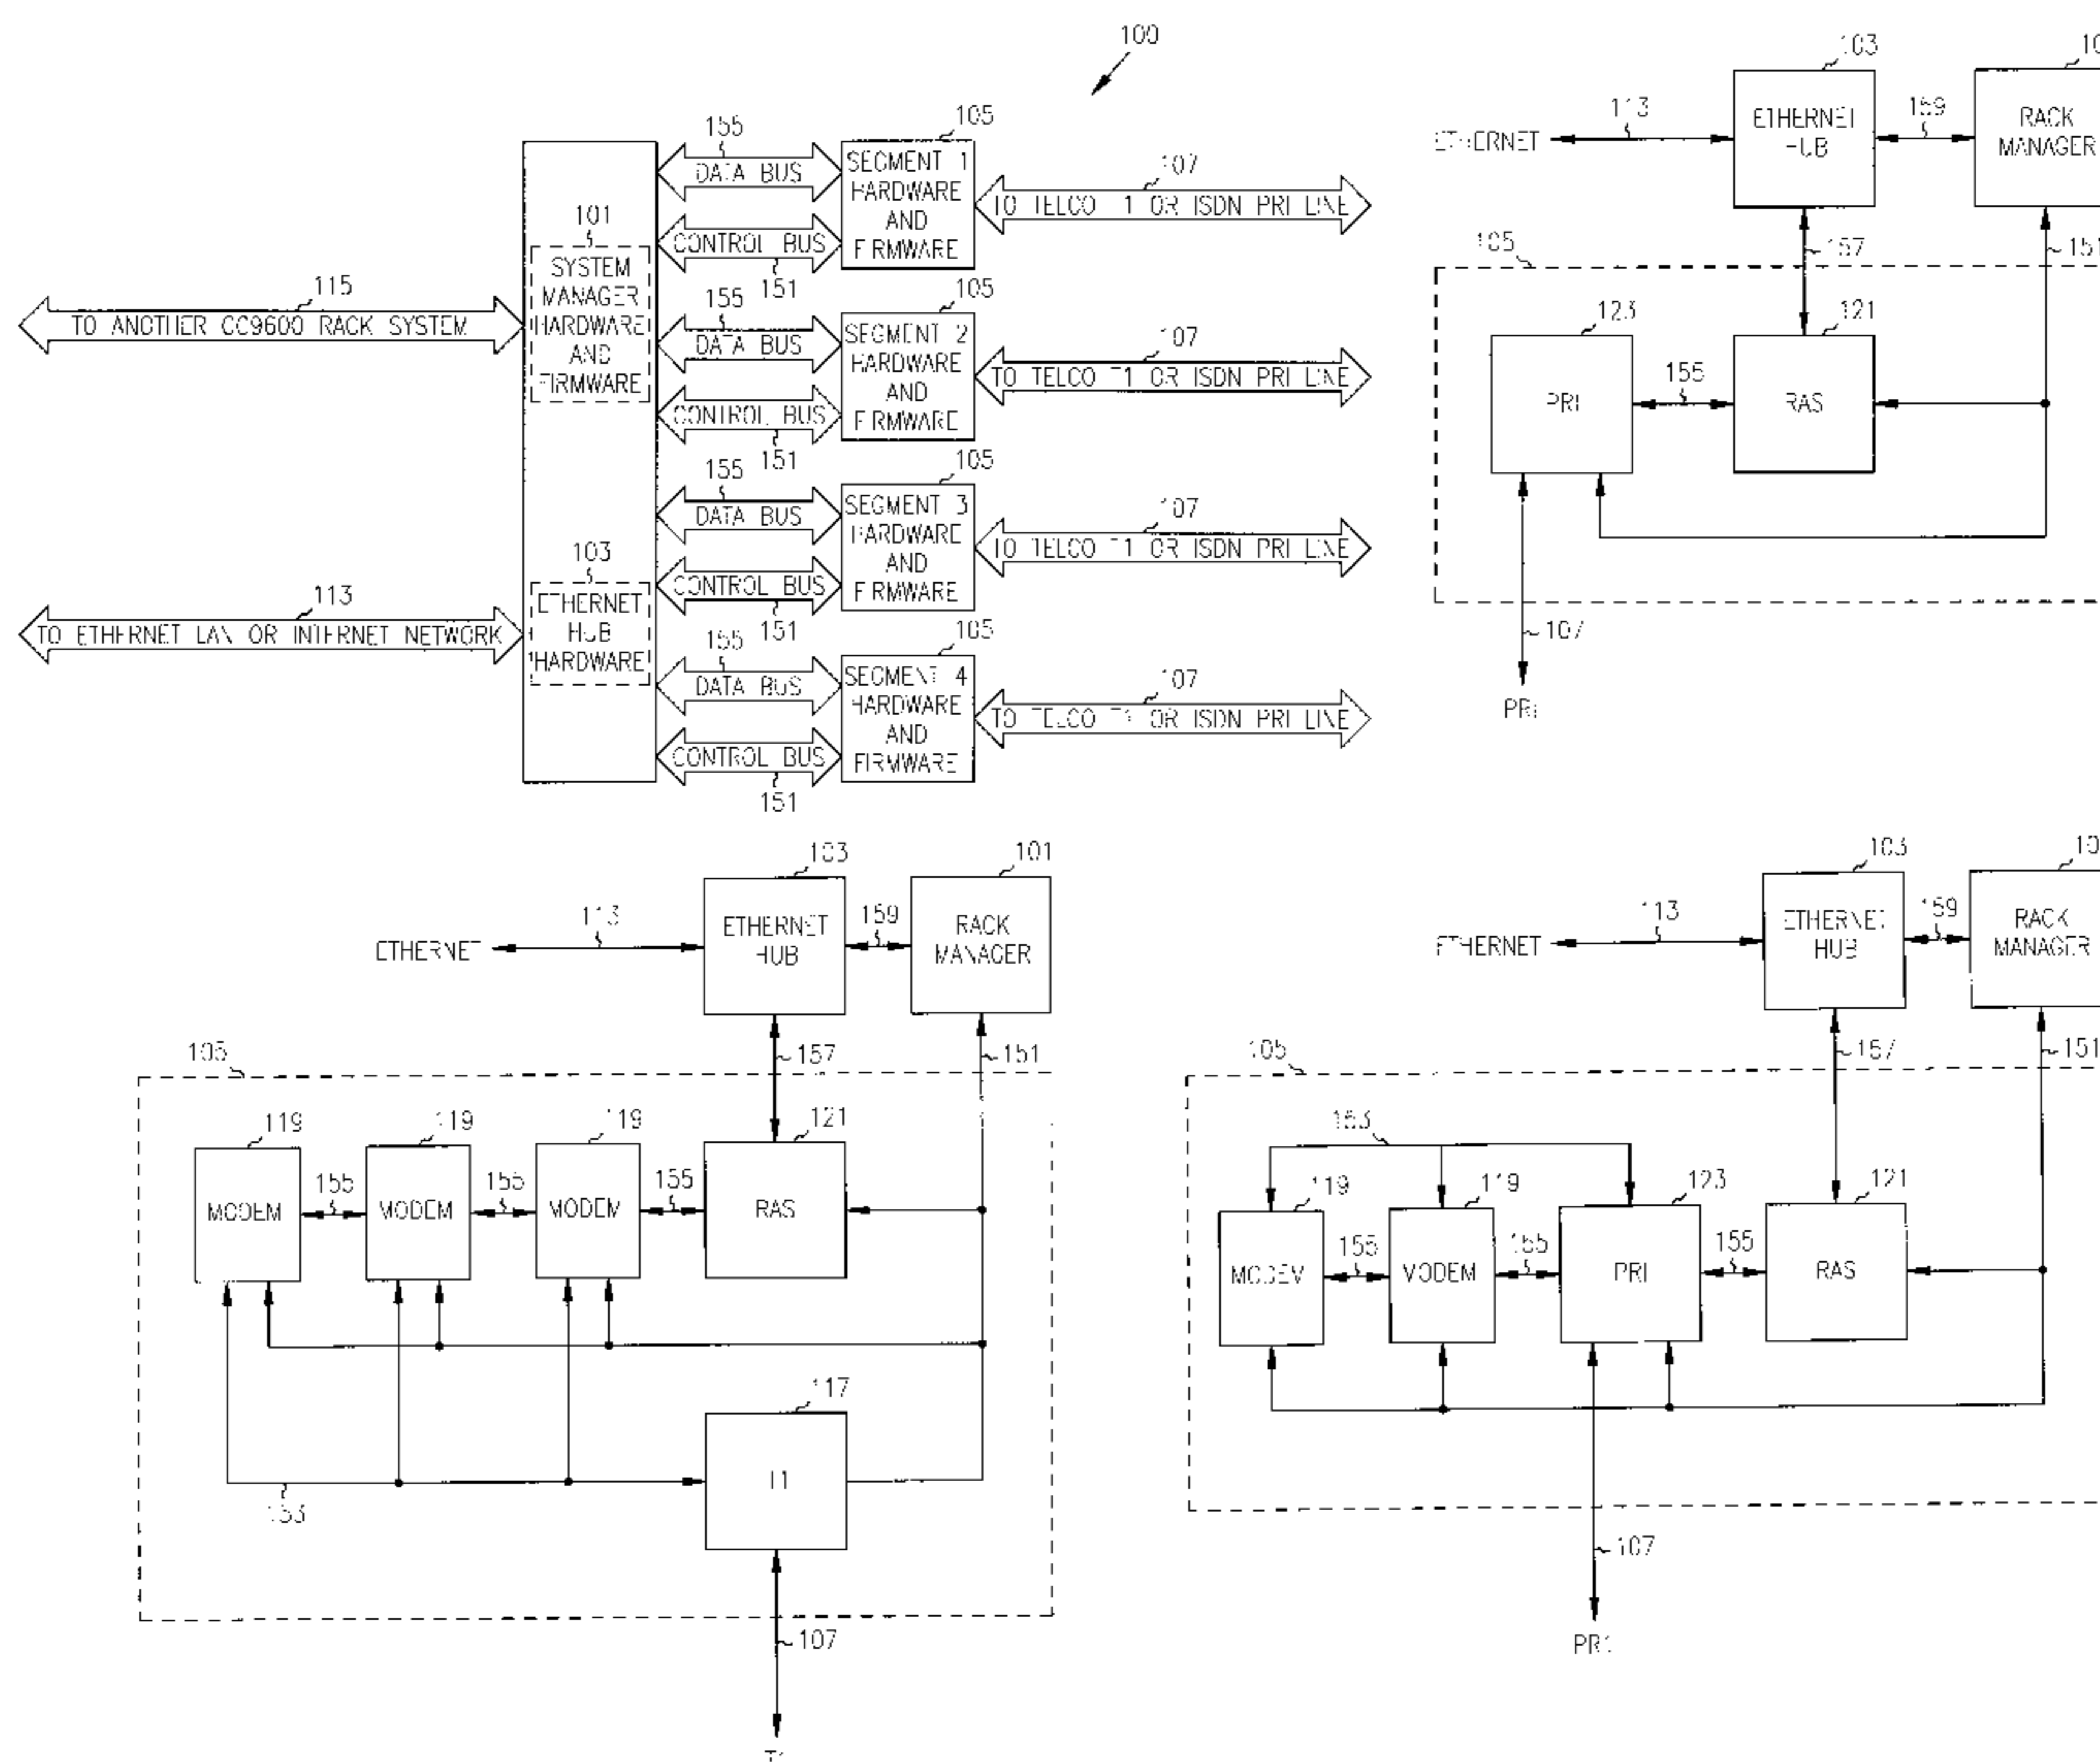 100
155
DATA BUS
105
SEGMENT 1
HARDWARE
AND
FIRMWARE
107
TO TELCO T1 OR ISDN PRI LINE
CONTROL BUS
151
101
SYSTEM
MANAGER
HARDWARE
AND
FIRMWARE
115
TO ANOTHER CC9600 RACK SYSTEM
155
DATA BUS
105
SEGMENT 2
HARDWARE
AND
FIRMWARE
107
TO TELCO T1 OR ISDN PRI LINE
CONTROL BUS
151
155
DATA BUS
105
SEGMENT 3
HARDWARE
AND
FIRMWARE
107
TO TELCO T1 OR ISDN PRI LINE
CONTROL BUS
151
103
ETHERNET
HUB
HARDWARE
113
TO ETHERNET LAN OR INTERNET NETWORK
155
DATA BUS
105
SEGMENT 4
HARDWARE
AND
FIRMWARE
107
TO TELCO T1 OR ISDN PRI LINE
CONTROL BUS
151
103
ETHERNET
113
ETHERNET
HUB
159
RACK
MANAGER
105
157
151
123
PRI
155
121
RAS
107
PRI
103
101
ETHERNET
113
ETHERNET
HUB
159
RACK
MANAGER
105
157
151
119
MODEM
155
119
MODEM
155
119
MODEM
155
121
RAS
117
T1
153
107
T1
103
ETHERNET
113
ETHERNET
HUB
159
RACK
MANAGER
105
157
151
153
119
MODEM
155
119
MODEM
155
123
PRI
155
121
RAS
107